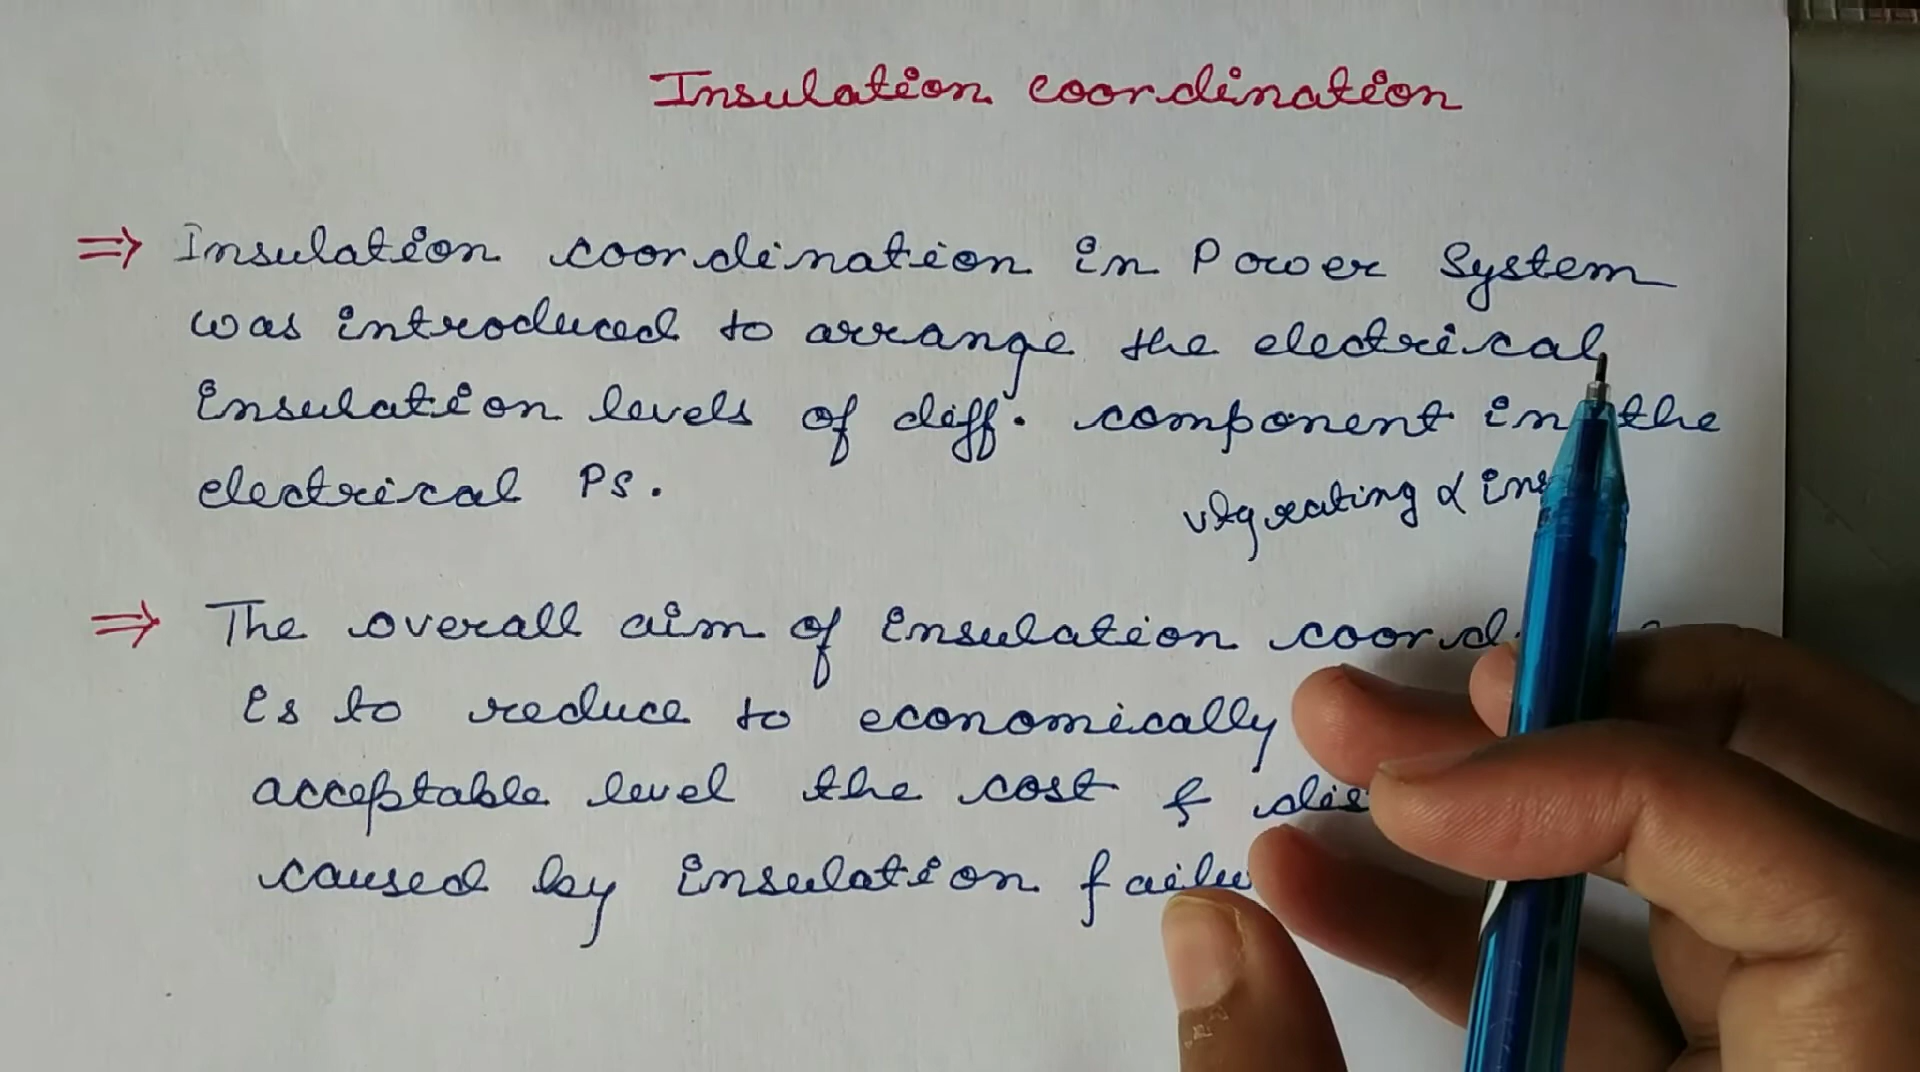 Insulation coordination
⇒ Insulation coordination in Power System
was introduced to arrange the electrical
insulation levels of diff. component in the
electrical PS.
vtg rating α ins
⇒ The overall aim of insulation coord
is to reduce to economically
acceptable level the cost & dis
caused by insulation failu